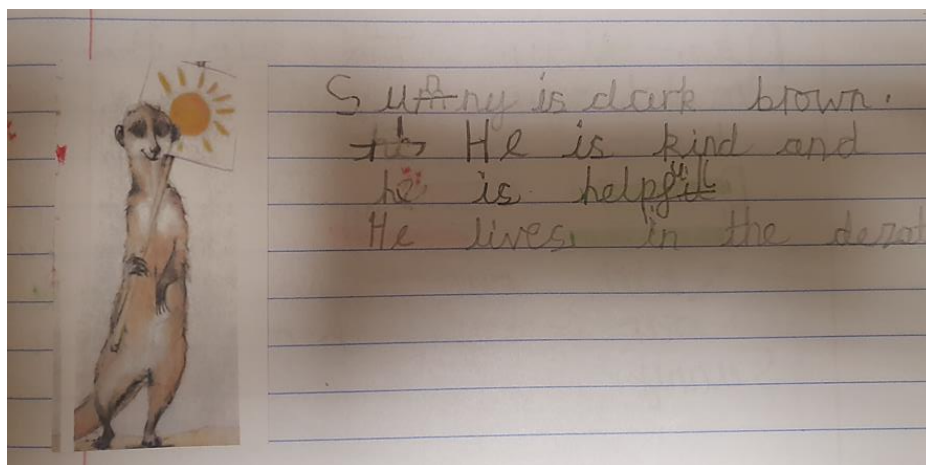 Sunny is dark brown.
He is kind and
he is helpful
He lives in the